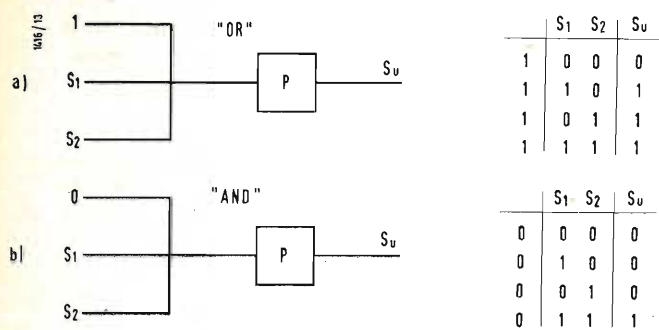 1416/13
a)
1
S1
S2
"OR"
P
Su
S1 S2 Su
1 0 0 0
1 1 0 1
1 0 1 1
1 1 1 1
b)
0
S1
S2
"AND"
P
Su
S1 S2 Su
0 0 0 0
0 1 0 0
0 0 1 0
0 1 1 1